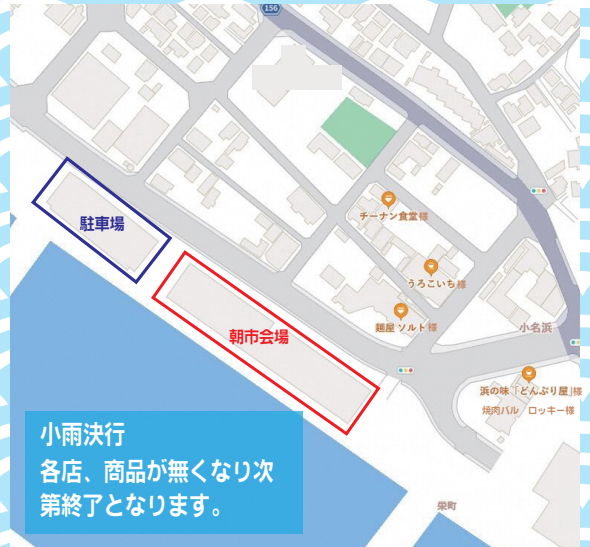 156
駐車場
チーナン食堂様
うろこいち様
麺屋 ソルト様
小名浜
朝市会場
浜の味「どんぶり屋」様
焼肉バル ロッキー様
小雨決行
各店、商品が無くなり次
第終了となります。
栄町